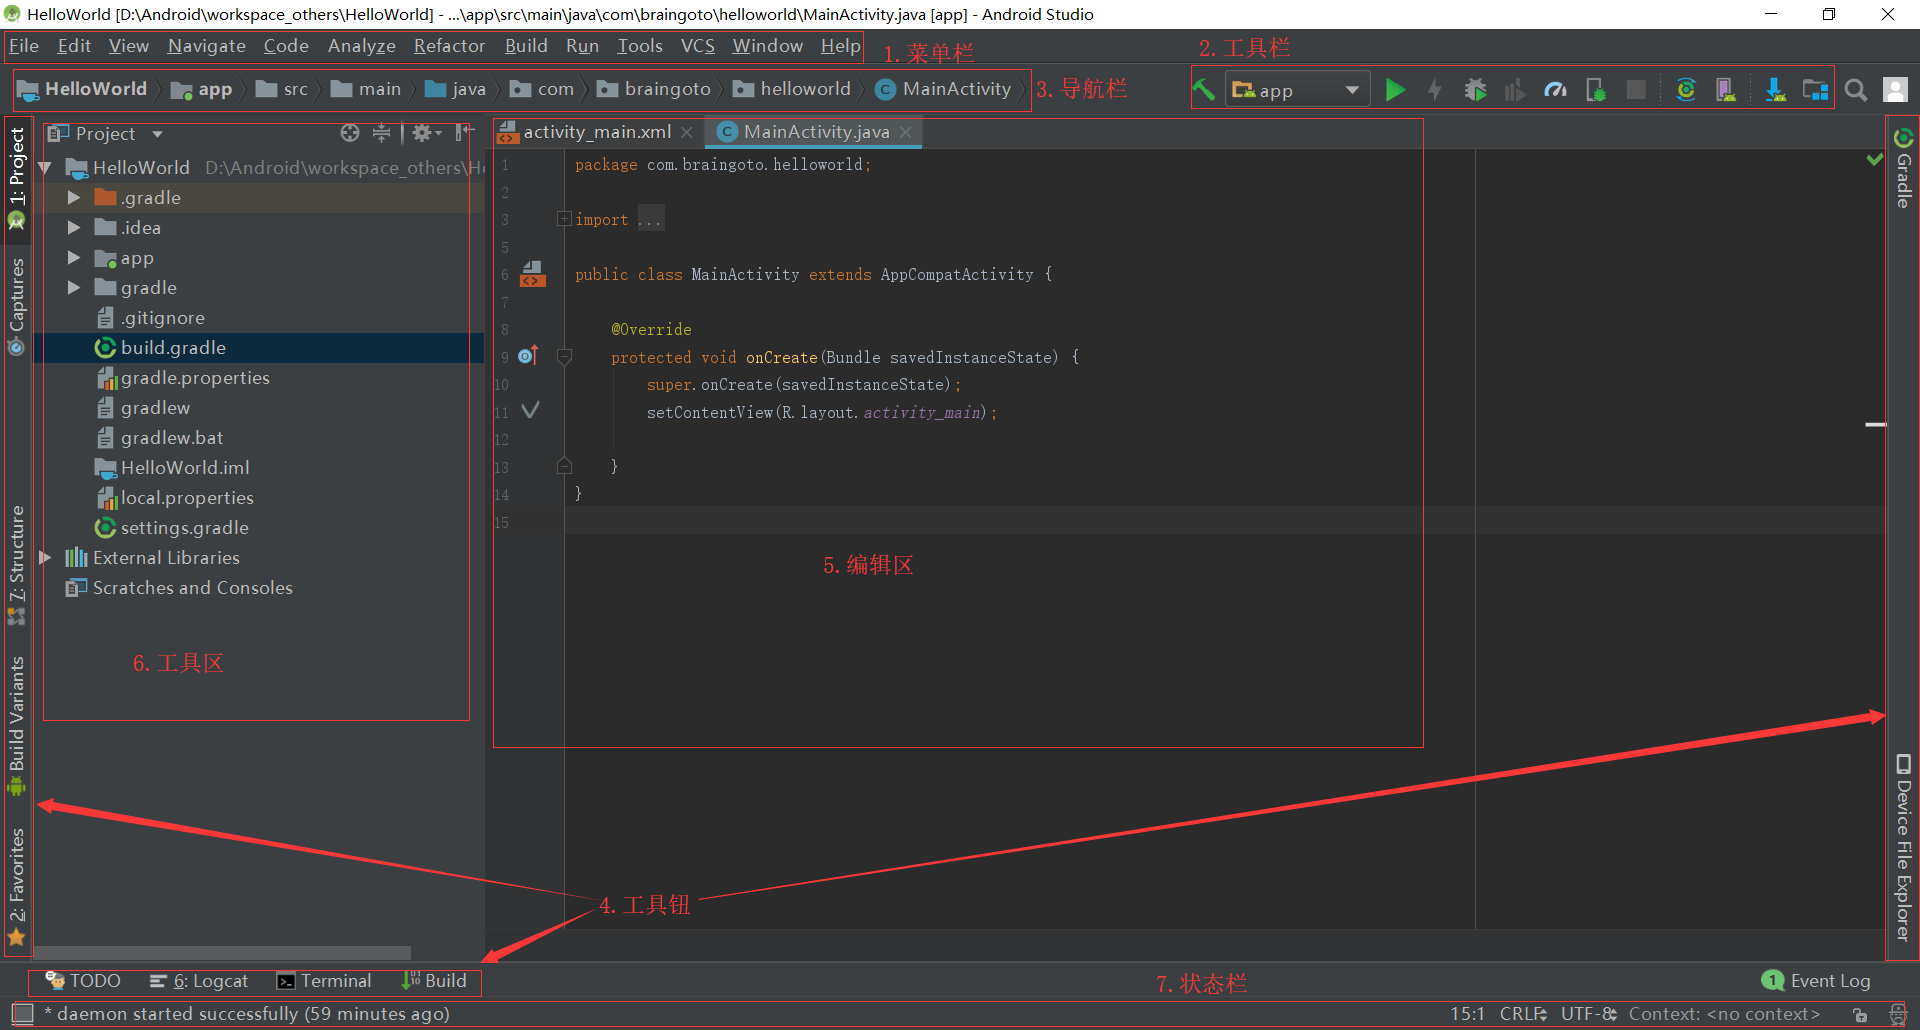 HelloWorld [D:\Android\workspace_others\HelloWorld] - ...\app\src\main\java\com\braingoto\helloworld\MainActivity.java [app] - Android Studio
File Edit View Navigate Code Analyze Refactor Build Run Tools VCS Window Help
1.菜单栏
2.工具栏
HelloWorld app src main java com braingoto helloworld MainActivity
3.导航栏
app
1: Project
Captures
7: Structure
Build Variants
2: Favorites
Project
HelloWorld D:\Android\workspace_others\He
.gradle
.idea
app
gradle
.gitignore
build.gradle
gradle.properties
gradlew
gradlew.bat
HelloWorld.iml
local.properties
settings.gradle
External Libraries
Scratches and Consoles
6.工具区
activity_main.xml MainActivity.java
1 package com.braingoto.helloworld;
2
3 import ...
5
6 public class MainActivity extends AppCompatActivity {
7
8 @Override
9 protected void onCreate(Bundle savedInstanceState) {
10 super.onCreate(savedInstanceState);
11 setContentView(R.layout.activity_main);
12
13 }
14 }
15
5.编辑区
4.工具钮
Gradle
Device File Explorer
TODO 6: Logcat Terminal Build
7.状态栏
1 Event Log
* daemon started successfully (59 minutes ago)
15:1 CRLF UTF-8 Context: <no context>